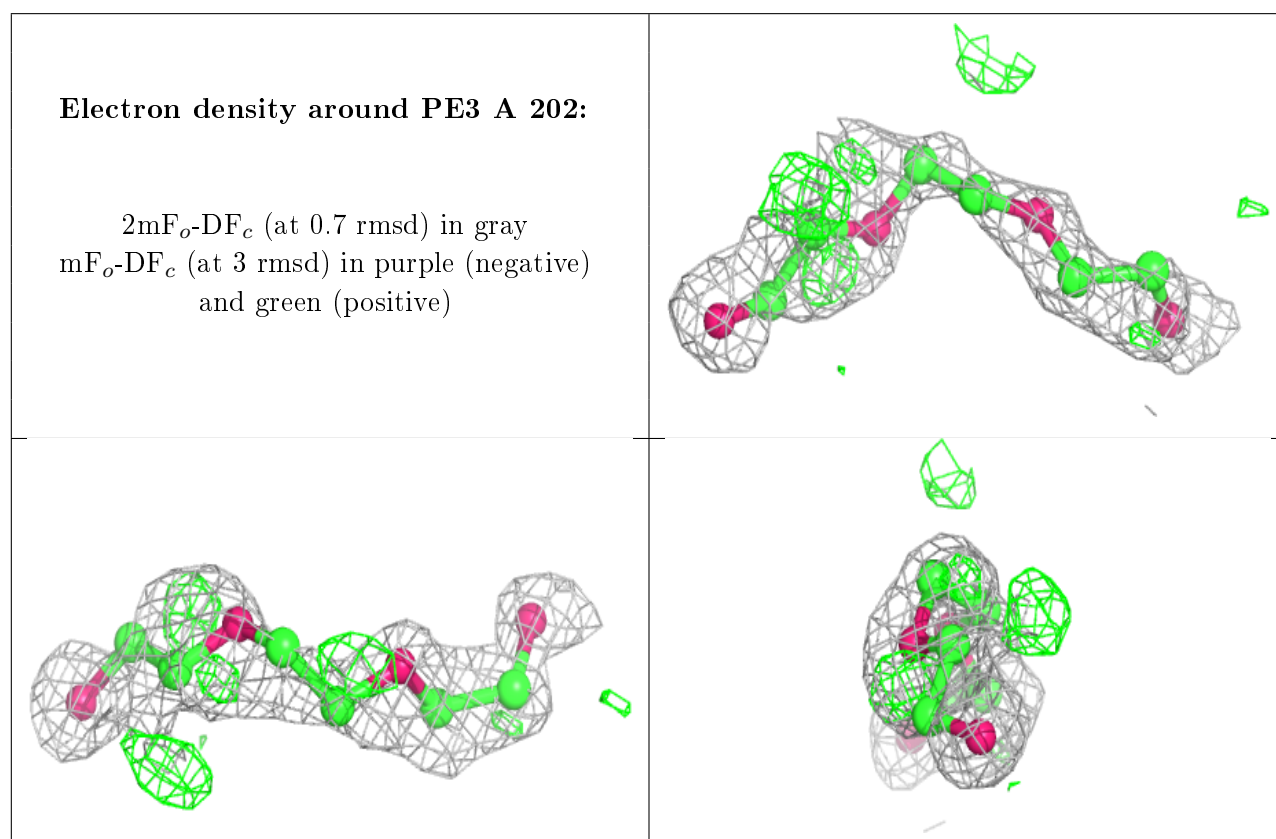 Electron density around PE3 A 202:
2mFo-DFc (at 0.7 rmsd) in gray
mFo-DFc (at 3 rmsd) in purple (negative)
and green (positive)